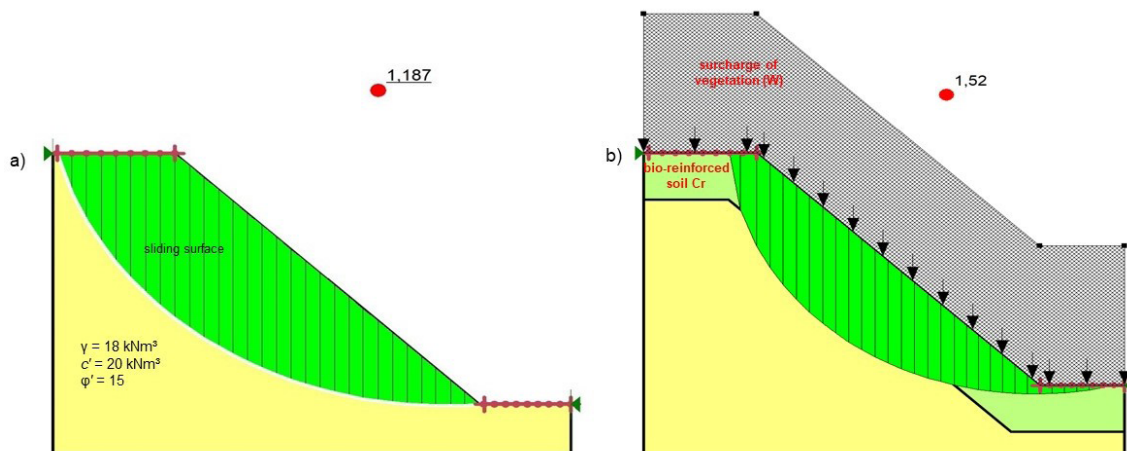 a)
1,187
sliding surface
γ = 18 kNm³
c' = 20 kNm³
φ' = 15
b)
surcharge of
vegetation (W)
1,52
bio-reinforced
soil Cr